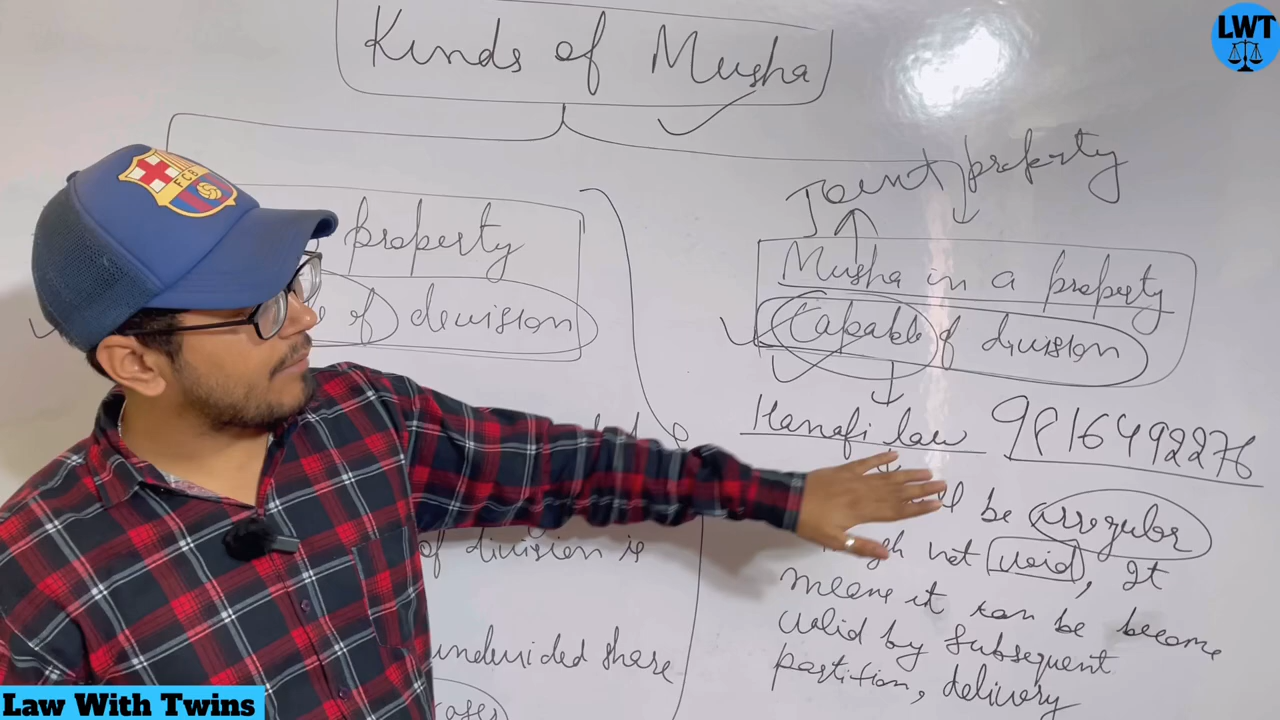 Kinds of Musha
LWT
FCB
property
of division
of division is
undivided share
Joint property
Musha in a property
Capable of division
Hanafi law 9816492276
be irregular
not void, It
means it can be become
valid by subsequent
partition, delivery
Law With Twins